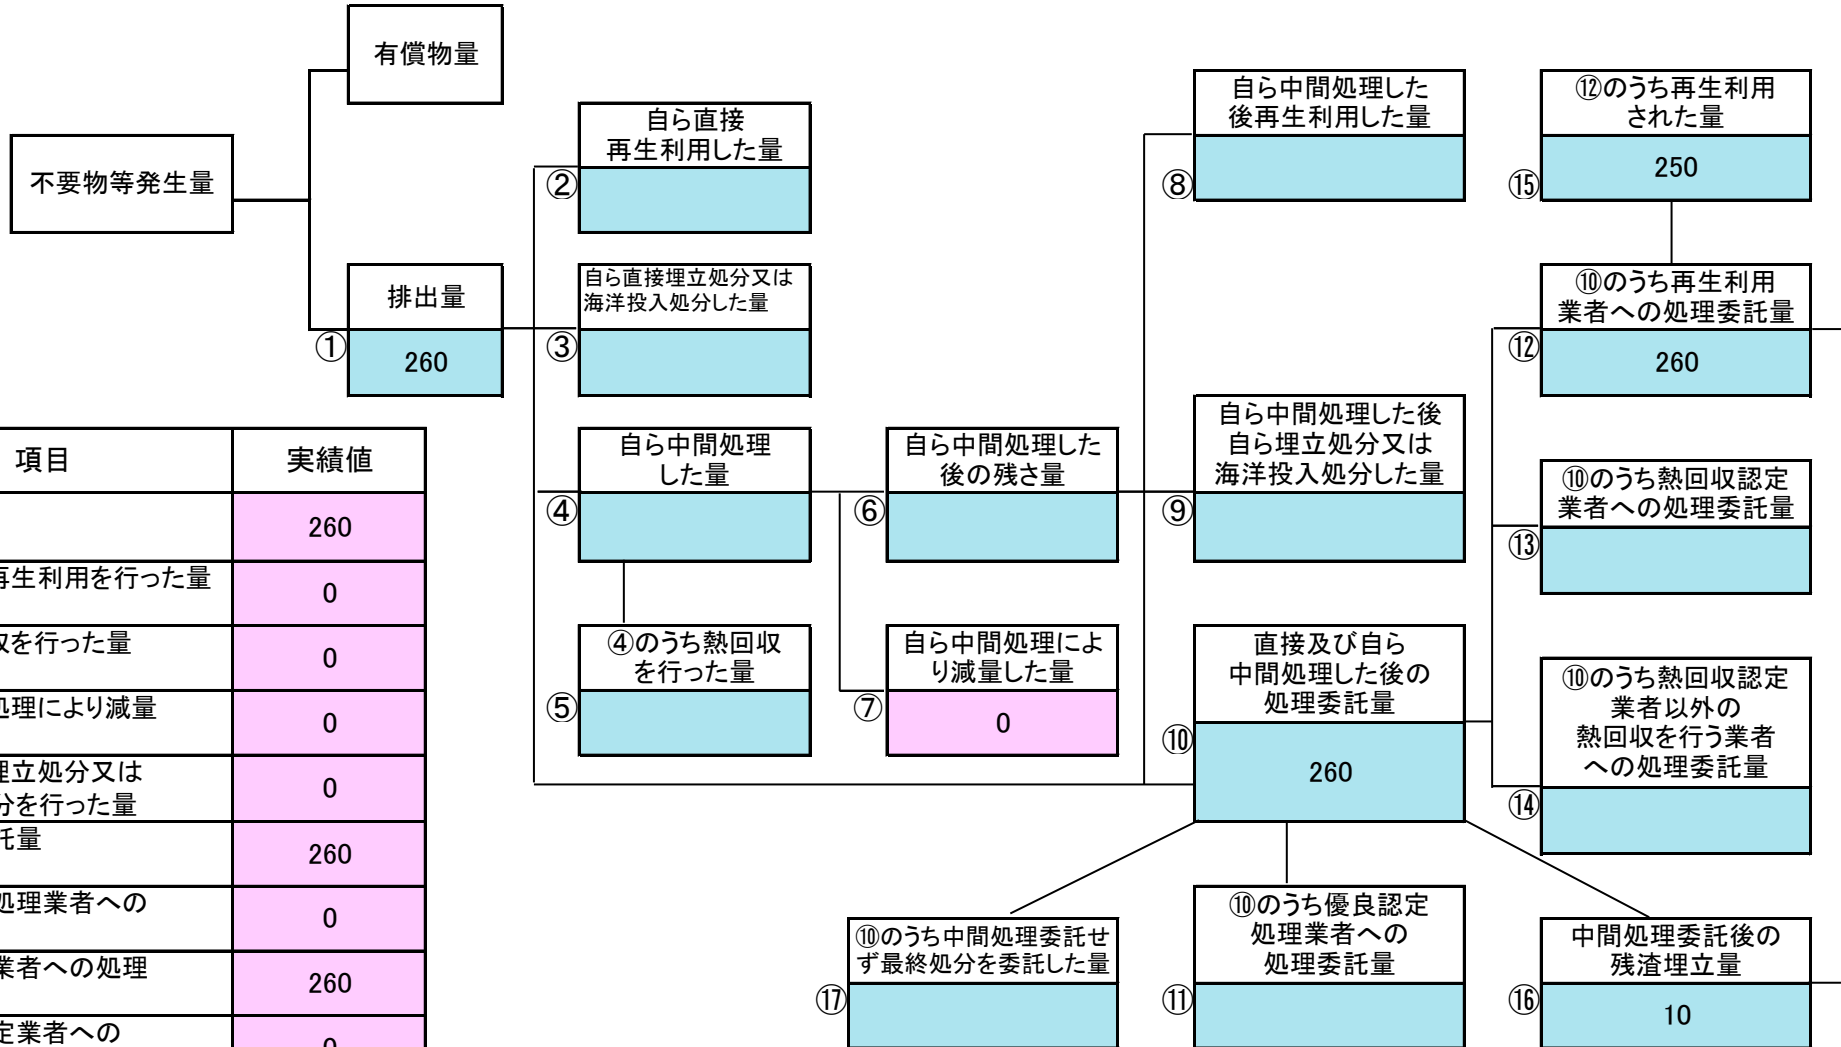 有償物量
不要物等発生量
排出量
①
260
自ら直接
再生利用した量
②
自ら直接埋立処分又は
海洋投入処分した量
③
自ら中間処理
した量
④
④のうち熱回収
を行った量
⑤
自ら中間処理した
後の残さ量
⑥
自ら中間処理によ
り減量した量
⑦
0
自ら中間処理した
後再生利用した量
⑧
自ら中間処理した後
自ら埋立処分又は
海洋投入処分した量
⑨
直接及び自ら
中間処理した後の
処理委託量
⑩
260
⑫のうち再生利用
された量
⑮
250
⑩のうち再生利用
業者への処理委託量
⑫
260
⑩のうち熱回収認定
業者への処理委託量
⑬
⑩のうち熱回収認定
業者以外の
熱回収を行う業者
への処理委託量
⑭
⑩のうち中間処理委託せ
ず最終処分を委託した量
⑰
⑩のうち優良認定
処理業者への
処理委託量
⑪
中間処理委託後の
残渣埋立量
⑯
10
項目
実績値
260
再生利用を行った量
0
収を行った量
0
処理により減量
0
埋立処分又は
分を行った量
0
託量
260
処理業者への
0
業者への処理
260
定業者への
0